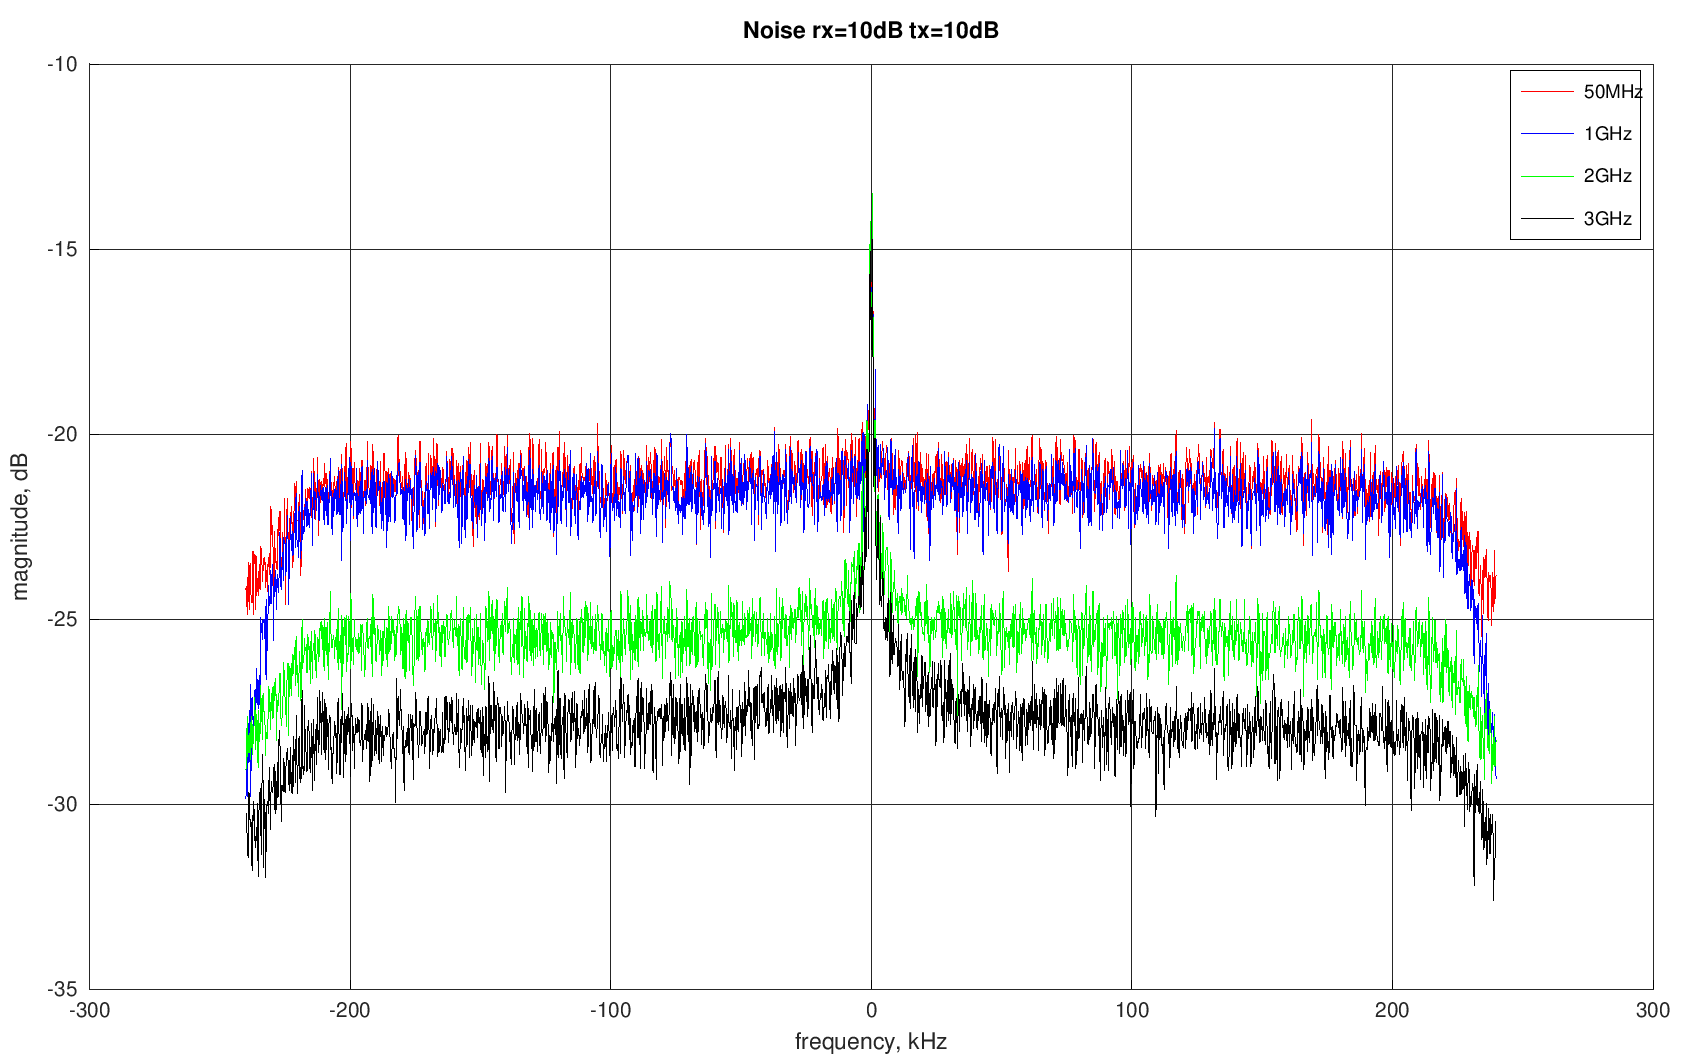 Noise rx=10dB tx=10dB
-10
-15
-20
-25
-30
-35
magnitude, dB
50MHz
1GHz
2GHz
3GHz
-300
-200
-100
0
100
200
300
frequency, kHz